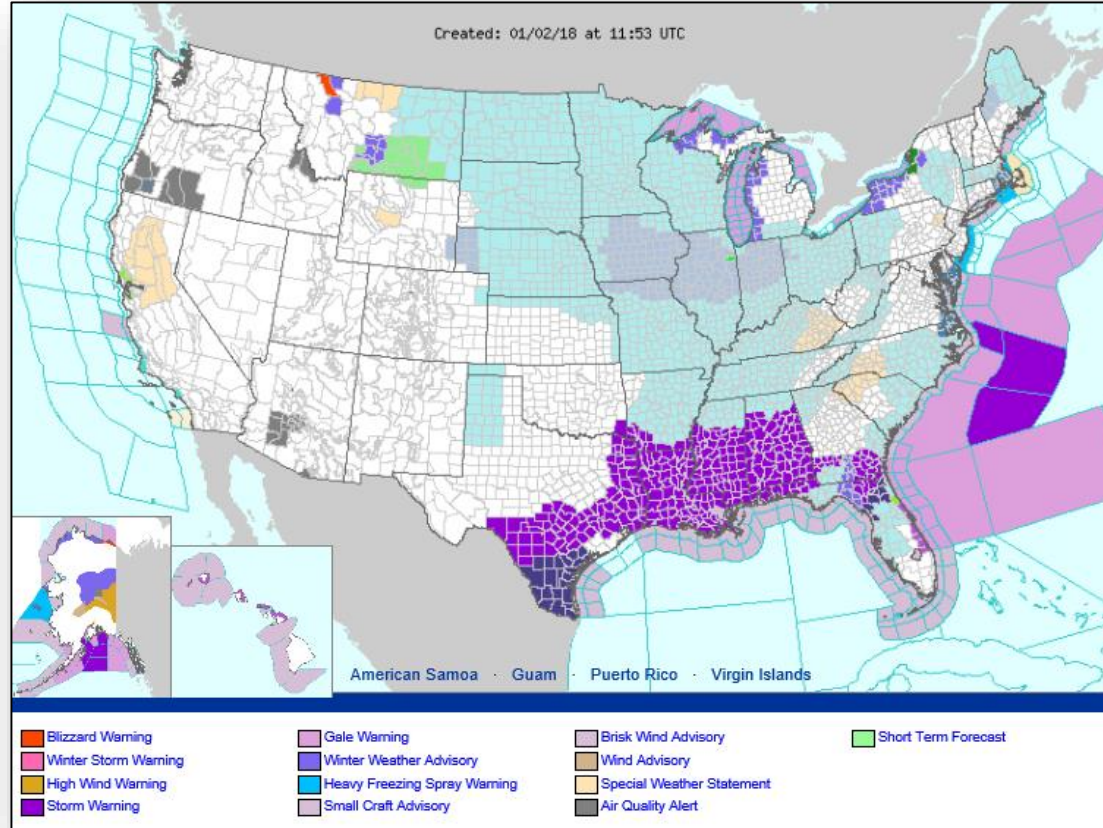 Created: 01/02/18 at 11:53 UTC
American Samoa · Guam · Puerto Rico · Virgin Islands
Blizzard Warning
Gale Warning
Brisk Wind Advisory
Short Term Forecast
Winter Storm Warning
Winter Weather Advisory
Wind Advisory
High Wind Warning
Heavy Freezing Spray Warning
Special Weather Statement
Storm Warning
Small Craft Advisory
Air Quality Alert